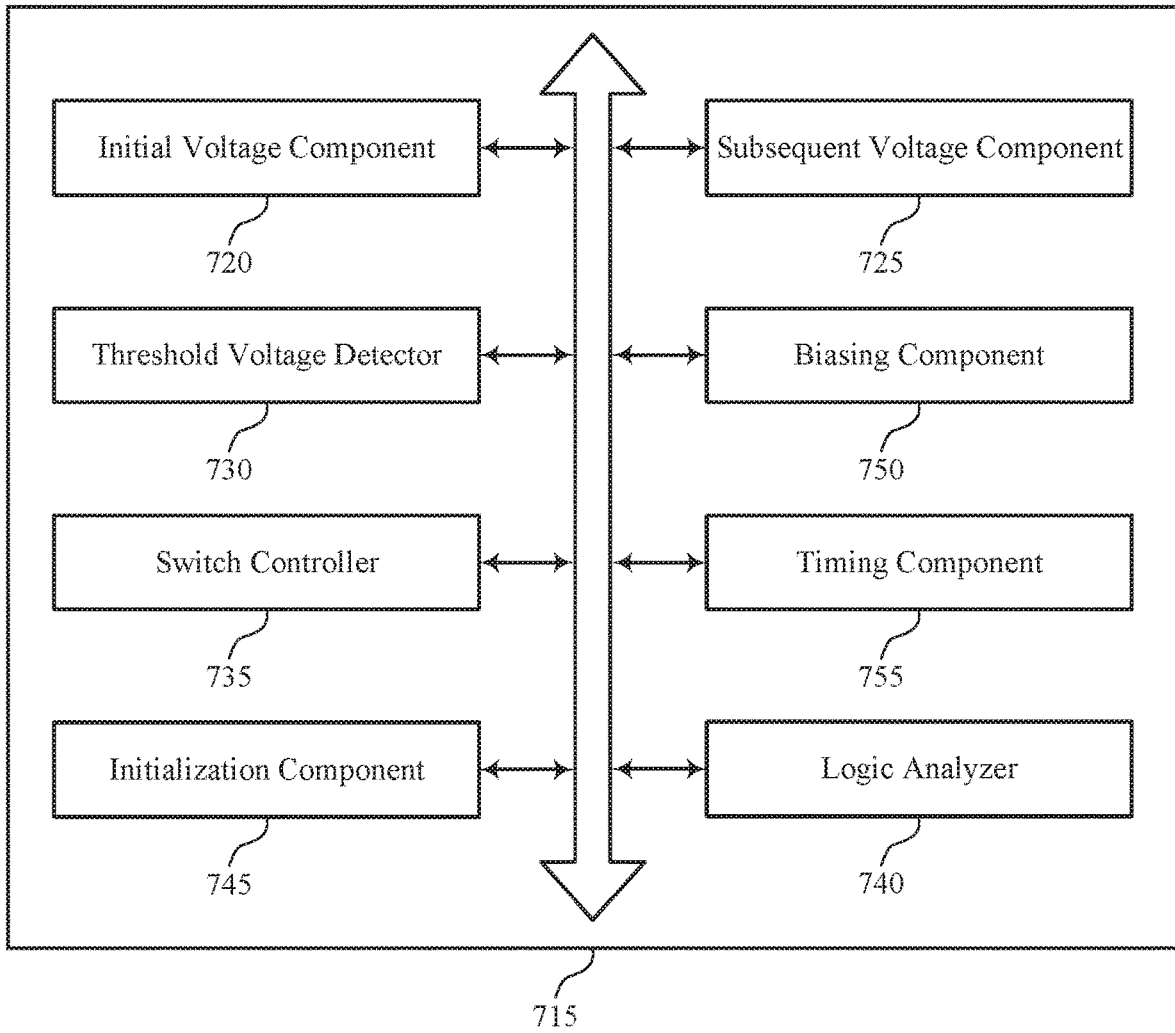 Initial Voltage Component
720
Subsequent Voltage Component
725
Threshold Voltage Detector
730
Biasing Component
750
Switch Controller
735
Timing Component
755
Initialization Component
745
Logic Analyzer
740
715